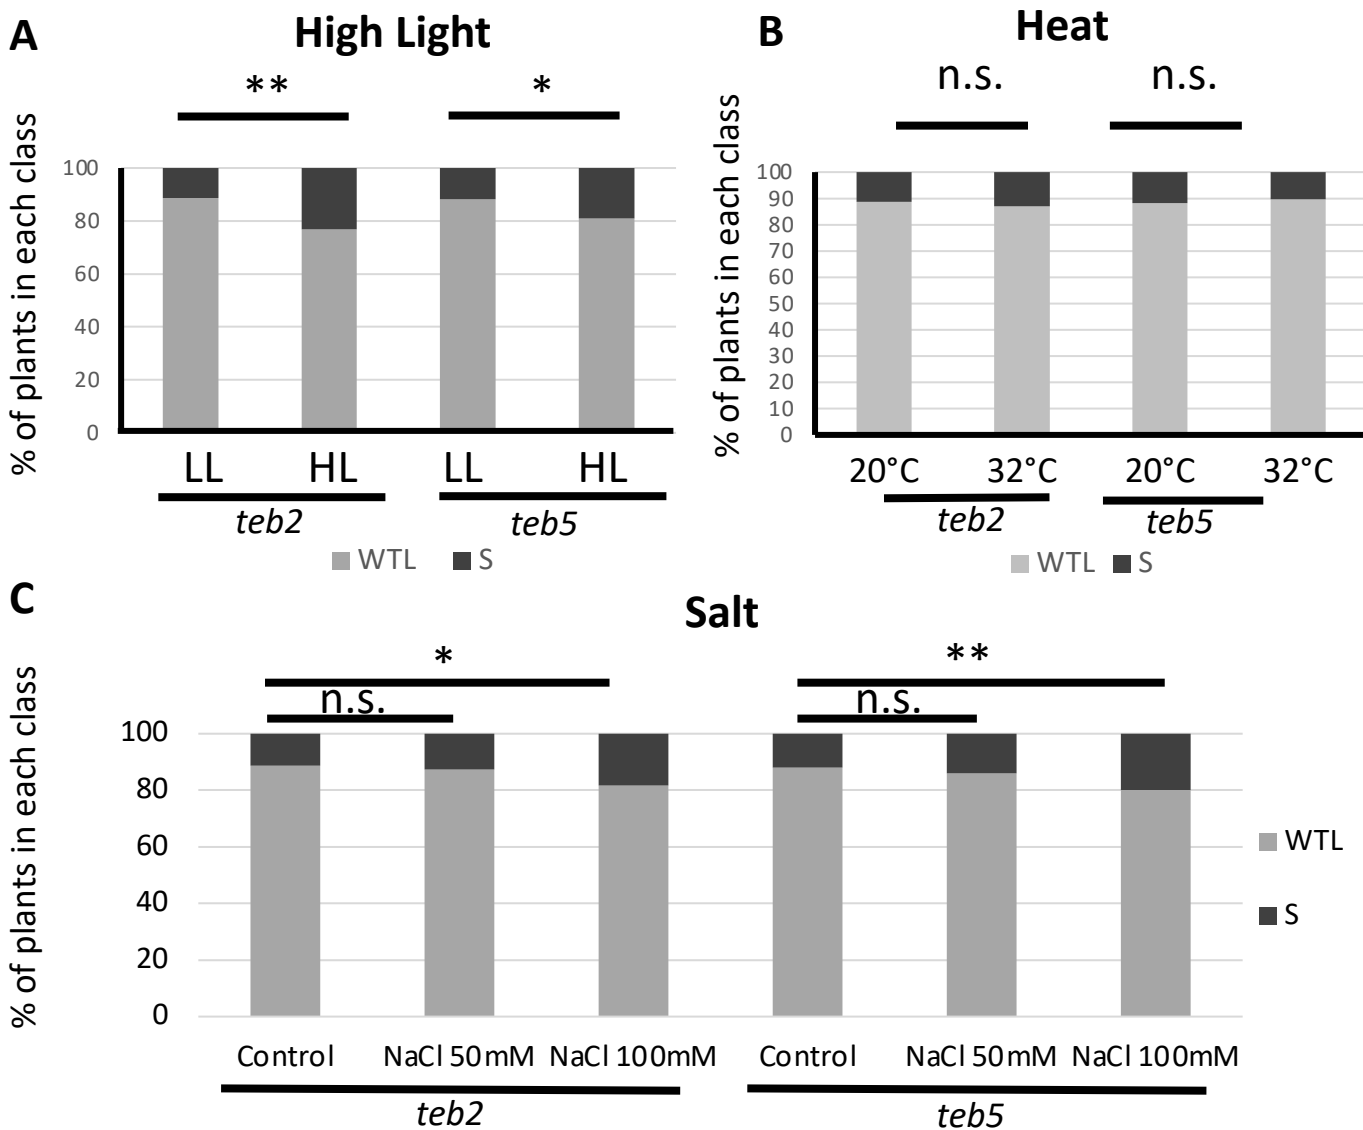 A
High Light
** *
% of plants in each class
100
80
60
40
20
0
LL HL LL HL
teb2 teb5
WTL S
B
Heat
n.s. n.s.
% of plants in each class
100
90
80
70
60
50
40
30
20
10
0
20°C 32°C 20°C 32°C
teb2 teb5
WTL S
C
Salt
* **
n.s. n.s.
% of plants in each class
100
80
60
40
20
0
WTL
S
Control NaCl 50mM NaCl 100mM Control NaCl 50mM NaCl 100mM
teb2 teb5